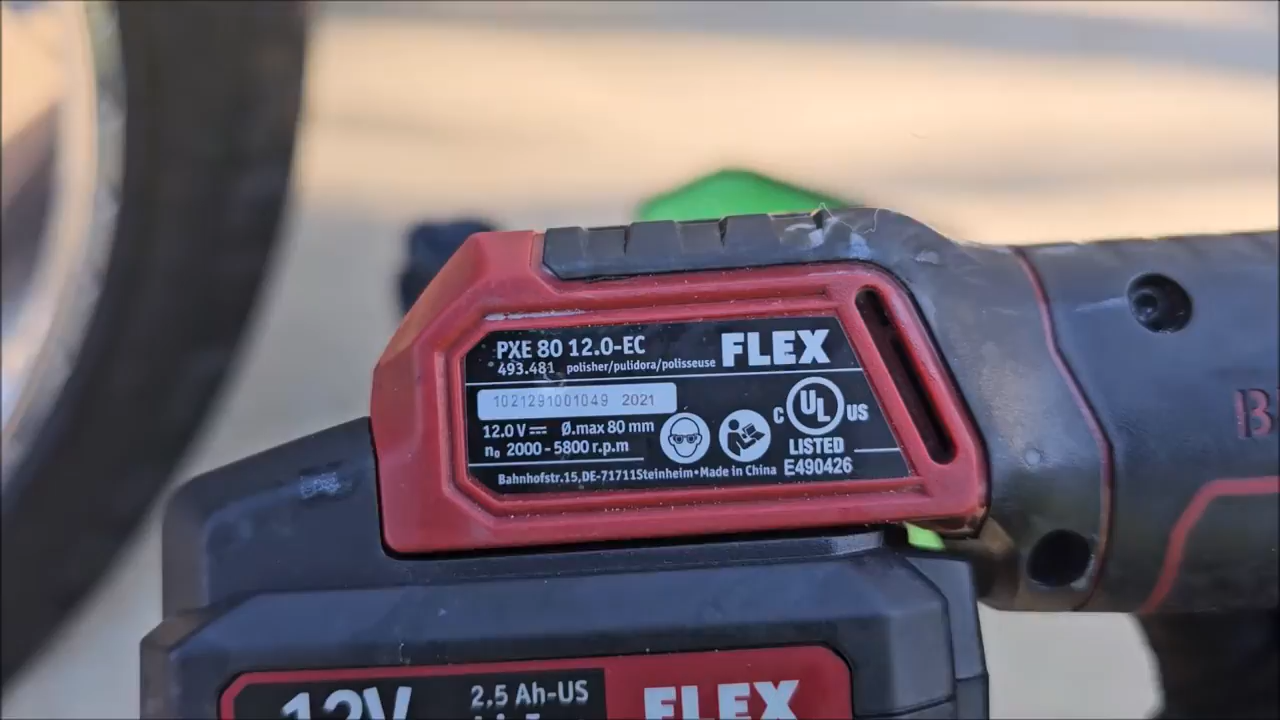 PXE 80 12.0-EC
FLEX
493.481 polisher/pulidora/polisseuse
1021291001049 2021
12.0 V Ø.max 80 mm
n₀ 2000-5800 r.p.m
C UL US
LISTED
E490426
Bahnhofstr.15,DE-71711Steinheim•Made in China
12V
2,5 Ah-US
FLEX